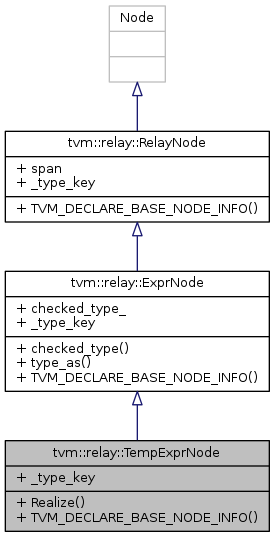 Node
tvm::relay::RelayNode
+ span
+ _type_key
+ TVM_DECLARE_BASE_NODE_INFO()
tvm::relay::ExprNode
+ checked_type_
+ _type_key
+ checked_type()
+ type_as()
+ TVM_DECLARE_BASE_NODE_INFO()
tvm::relay::TempExprNode
+ _type_key
+ Realize()
+ TVM_DECLARE_BASE_NODE_INFO()